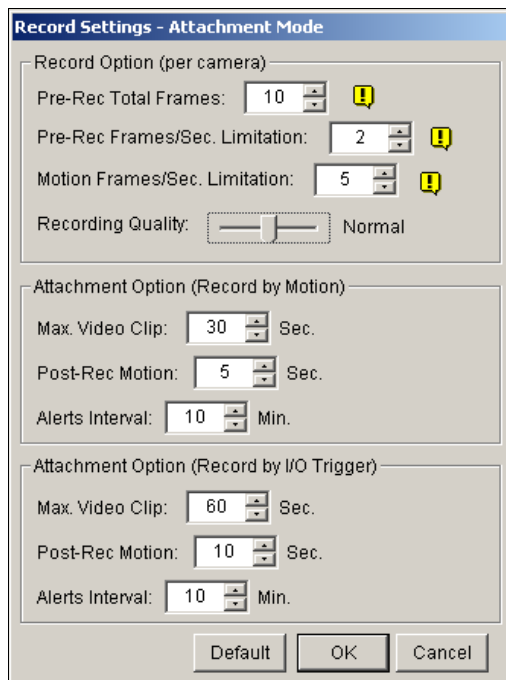 Record Settings - Attachment Mode
Record Option (per camera)
Pre-Rec Total Frames: 10
Pre-Rec Frames/Sec. Limitation: 2
Motion Frames/Sec. Limitation: 5
Recording Quality: Normal
Attachment Option (Record by Motion)
Max. Video Clip: 30 Sec.
Post-Rec Motion: 5 Sec.
Alerts Interval: 10 Min.
Attachment Option (Record by I/O Trigger)
Max. Video Clip: 60 Sec.
Post-Rec Motion: 10 Sec.
Alerts Interval: 10 Min.
Default OK Cancel